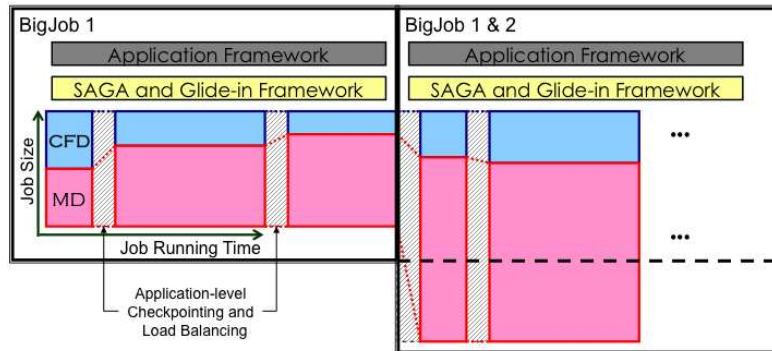 BigJob 1
Application Framework
SAGA and Glide-in Framework
CFD
MD
Job Size
Job Running Time
Application-level
Checkpointing and
Load Balancing
BigJob 1 & 2
Application Framework
SAGA and Glide-in Framework
...
...